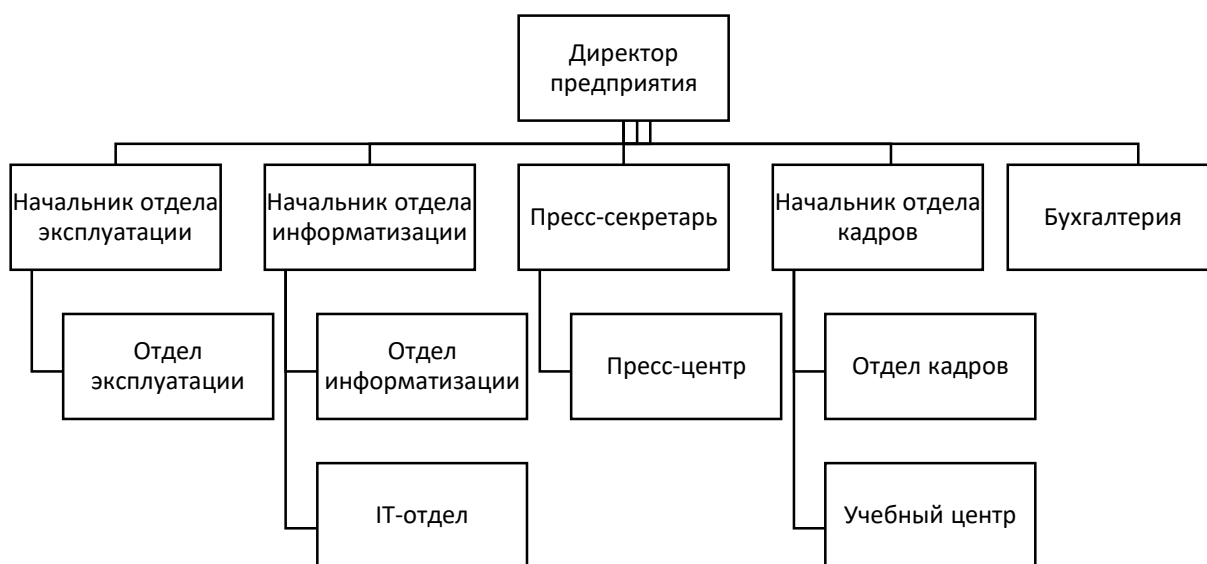 Директор
предприятия
Начальник отдела
эксплуатации
Начальник отдела
информатизации
Пресс-секретарь
Начальник отдела
кадров
Бухгалтерия
Отдел
эксплуатации
Отдел
информатизации
Пресс-центр
Отдел кадров
IT-отдел
Учебный центр